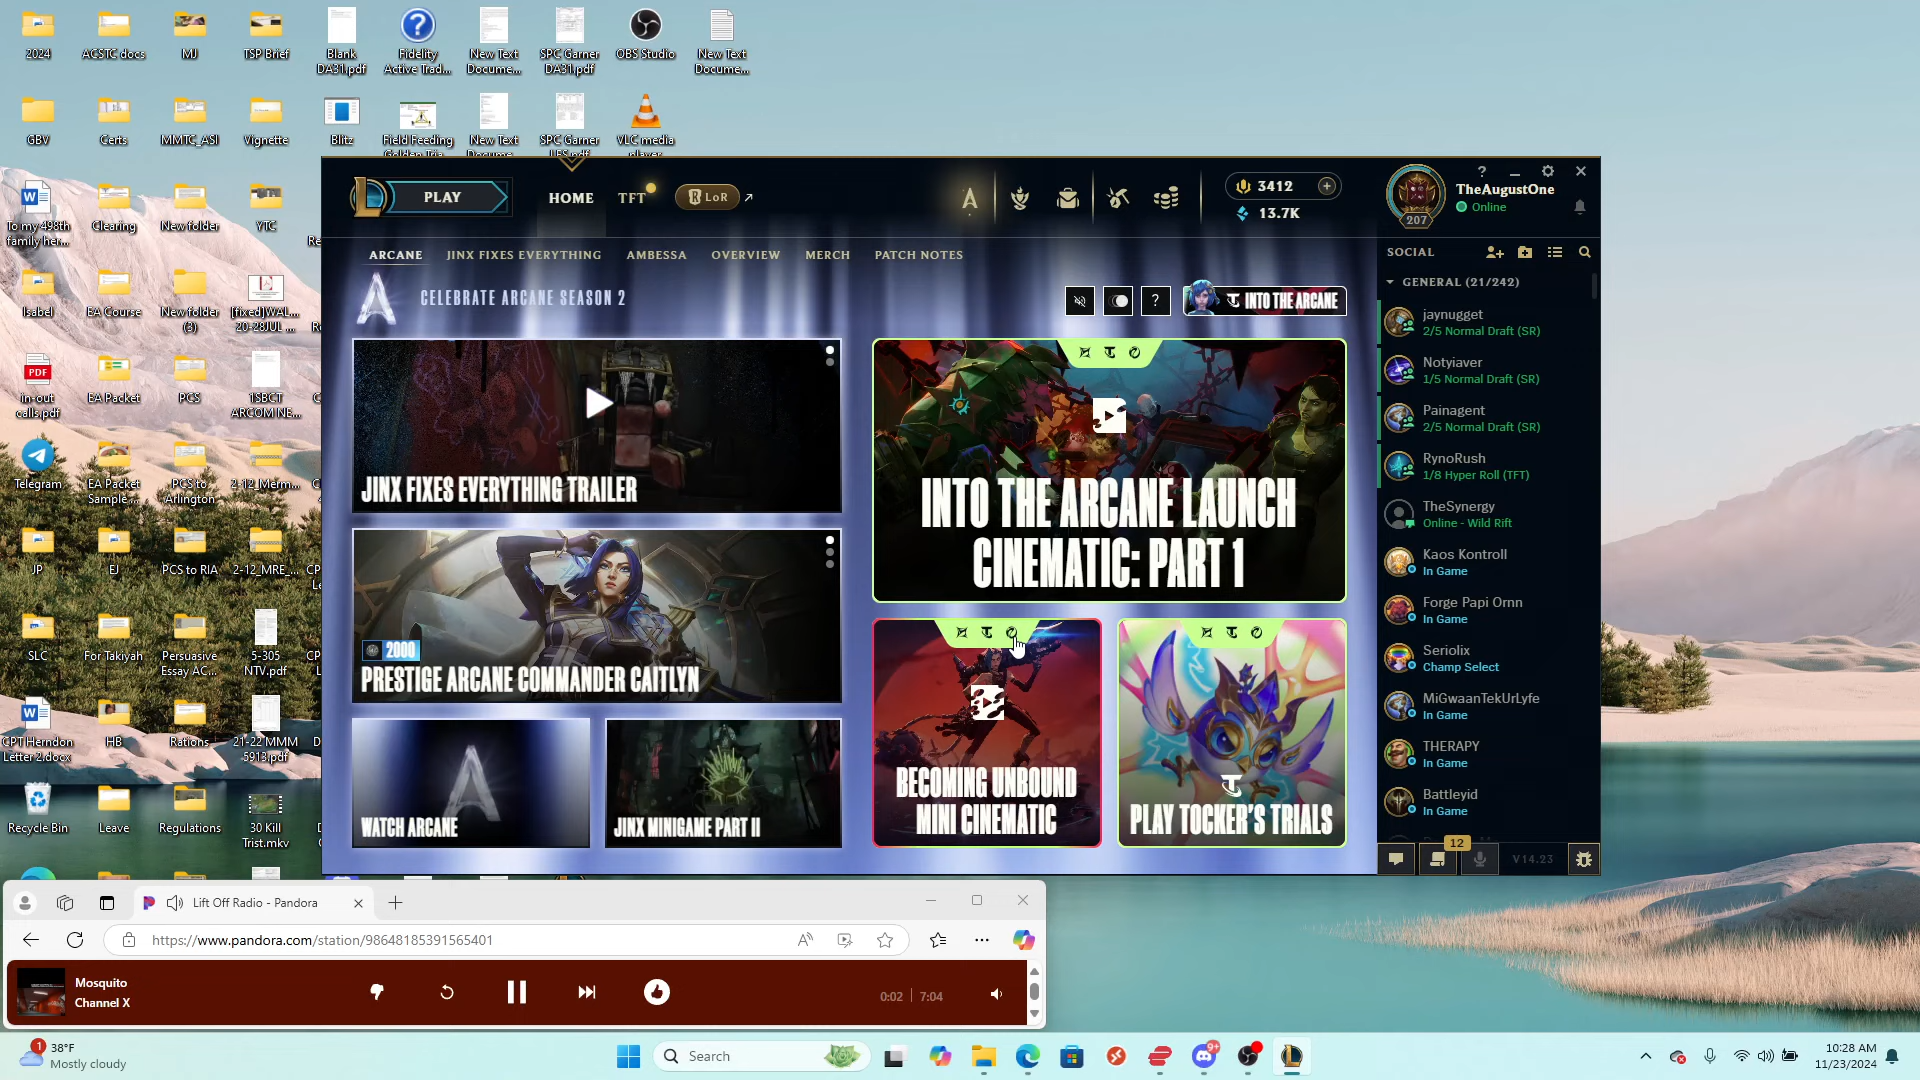 2024
ACSTC docs
MJ
TSP Brief
Blank
DA31.pdf
Fidelity
Active Trad...
New Text
Docume...
SPC Garner
DA31.pdf
OBS Studio
New Text
Docume...
GBV
Certs
MMTC_ASI
Vignette
Blitz
Field Feeding
New Text
SPC Garner
VLC media
To my 498th
family her...
Clearing
New folder
YTC
Isabel
EA Course
New folder
(3)
[fixed]WAL...
20-28JUL ...
in-out
calls.pdf
EA Packet
PCS
1SBCT
ARCOM NE...
Telegram
EA Packet
Sample ...
PCS to
Arlington
2-12_Merm...
JP
EJ
PCS to RIA
2-12_MRE_...
SLC
For Takiyah
Persuasive
Essay AC...
5-305
NTV.pdf
CPT Herndon
Letter 2.docx
HB
Rations
21-22 MMM
5913.pdf
Recycle Bin
Leave
Regulations
30 Kill
Trist.mkv
PLAY
HOME
TFT
LoR
3412
13.7K
207
TheAugustOne
Online
ARCANE
JINX FIXES EVERYTHING
AMBESSA
OVERVIEW
MERCH
PATCH NOTES
CELEBRATE ARCANE SEASON 2
INTO THE ARCANE
JINX FIXES EVERYTHING TRAILER
2000
PRESTIGE ARCANE COMMANDER CAITLYN
WATCH ARCANE
JINX MINIGAME PART II
INTO THE ARCANE LAUNCH
CINEMATIC: PART 1
BECOMING UNBOUND
MINI CINEMATIC
PLAY TOCKER'S TRIALS
SOCIAL
GENERAL (21/242)
jaynugget
2/5 Normal Draft (SR)
Notyiaver
1/5 Normal Draft (SR)
Painagent
2/5 Normal Draft (SR)
RynoRush
1/8 Hyper Roll (TFT)
TheSynergy
Online - Wild Rift
Kaos Kontroll
In Game
Forge Papi Ornn
In Game
Seriolix
Champ Select
MiGwaanTekUrLyfe
In Game
THERAPY
In Game
Battleyid
In Game
12
V14.23
Lift Off Radio - Pandora
https://www.pandora.com/station/98648185391565401
Mosquito
Channel X
0:02
7:04
1
38°F
Mostly cloudy
Search
9+
10:28 AM
11/23/2024